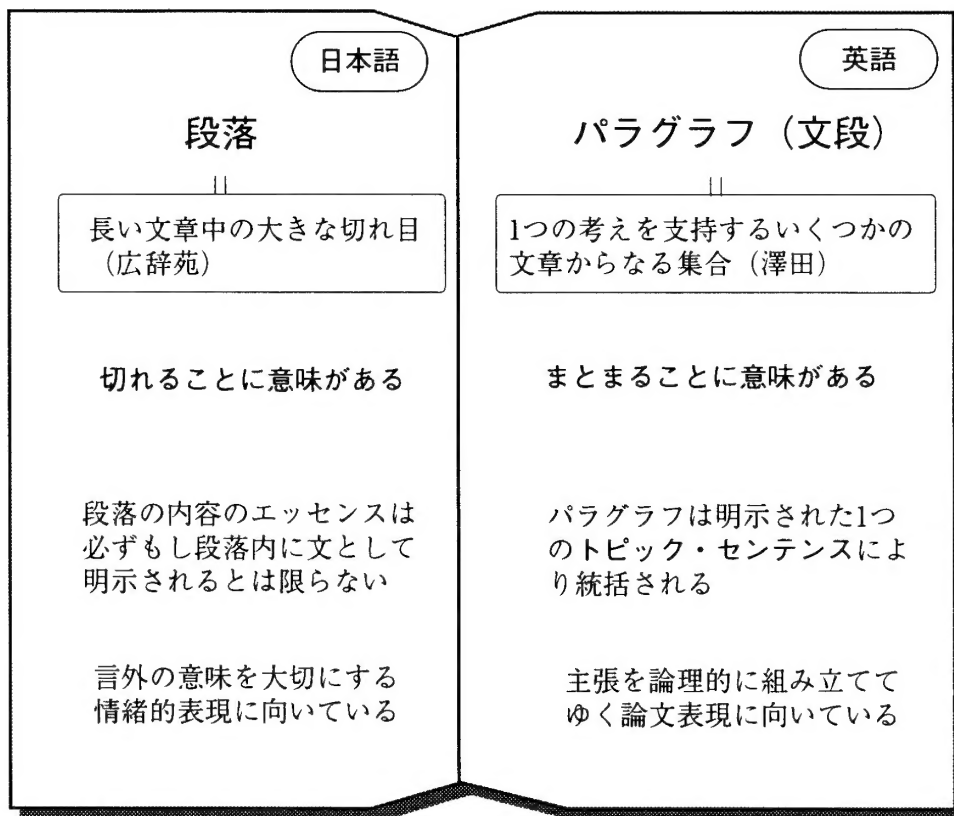 日本語
段落
長い文章中の大きな切れ目
（広辞苑）
切れることに意味がある
段落の内容のエッセンスは
必ずもし段落内に文として
明示されるとは限らない
言外の意味を大切にする
情緒的表現に向いている
英語
パラグラフ（文段）
1つの考えを支持するいくつかの
文章からなる集合（澤田）
まとまることに意味がある
パラグラフは明示された1つ
のトピック・センテンスによ
り統括される
主張を論理的に組み立てて
ゆく論文表現に向いている